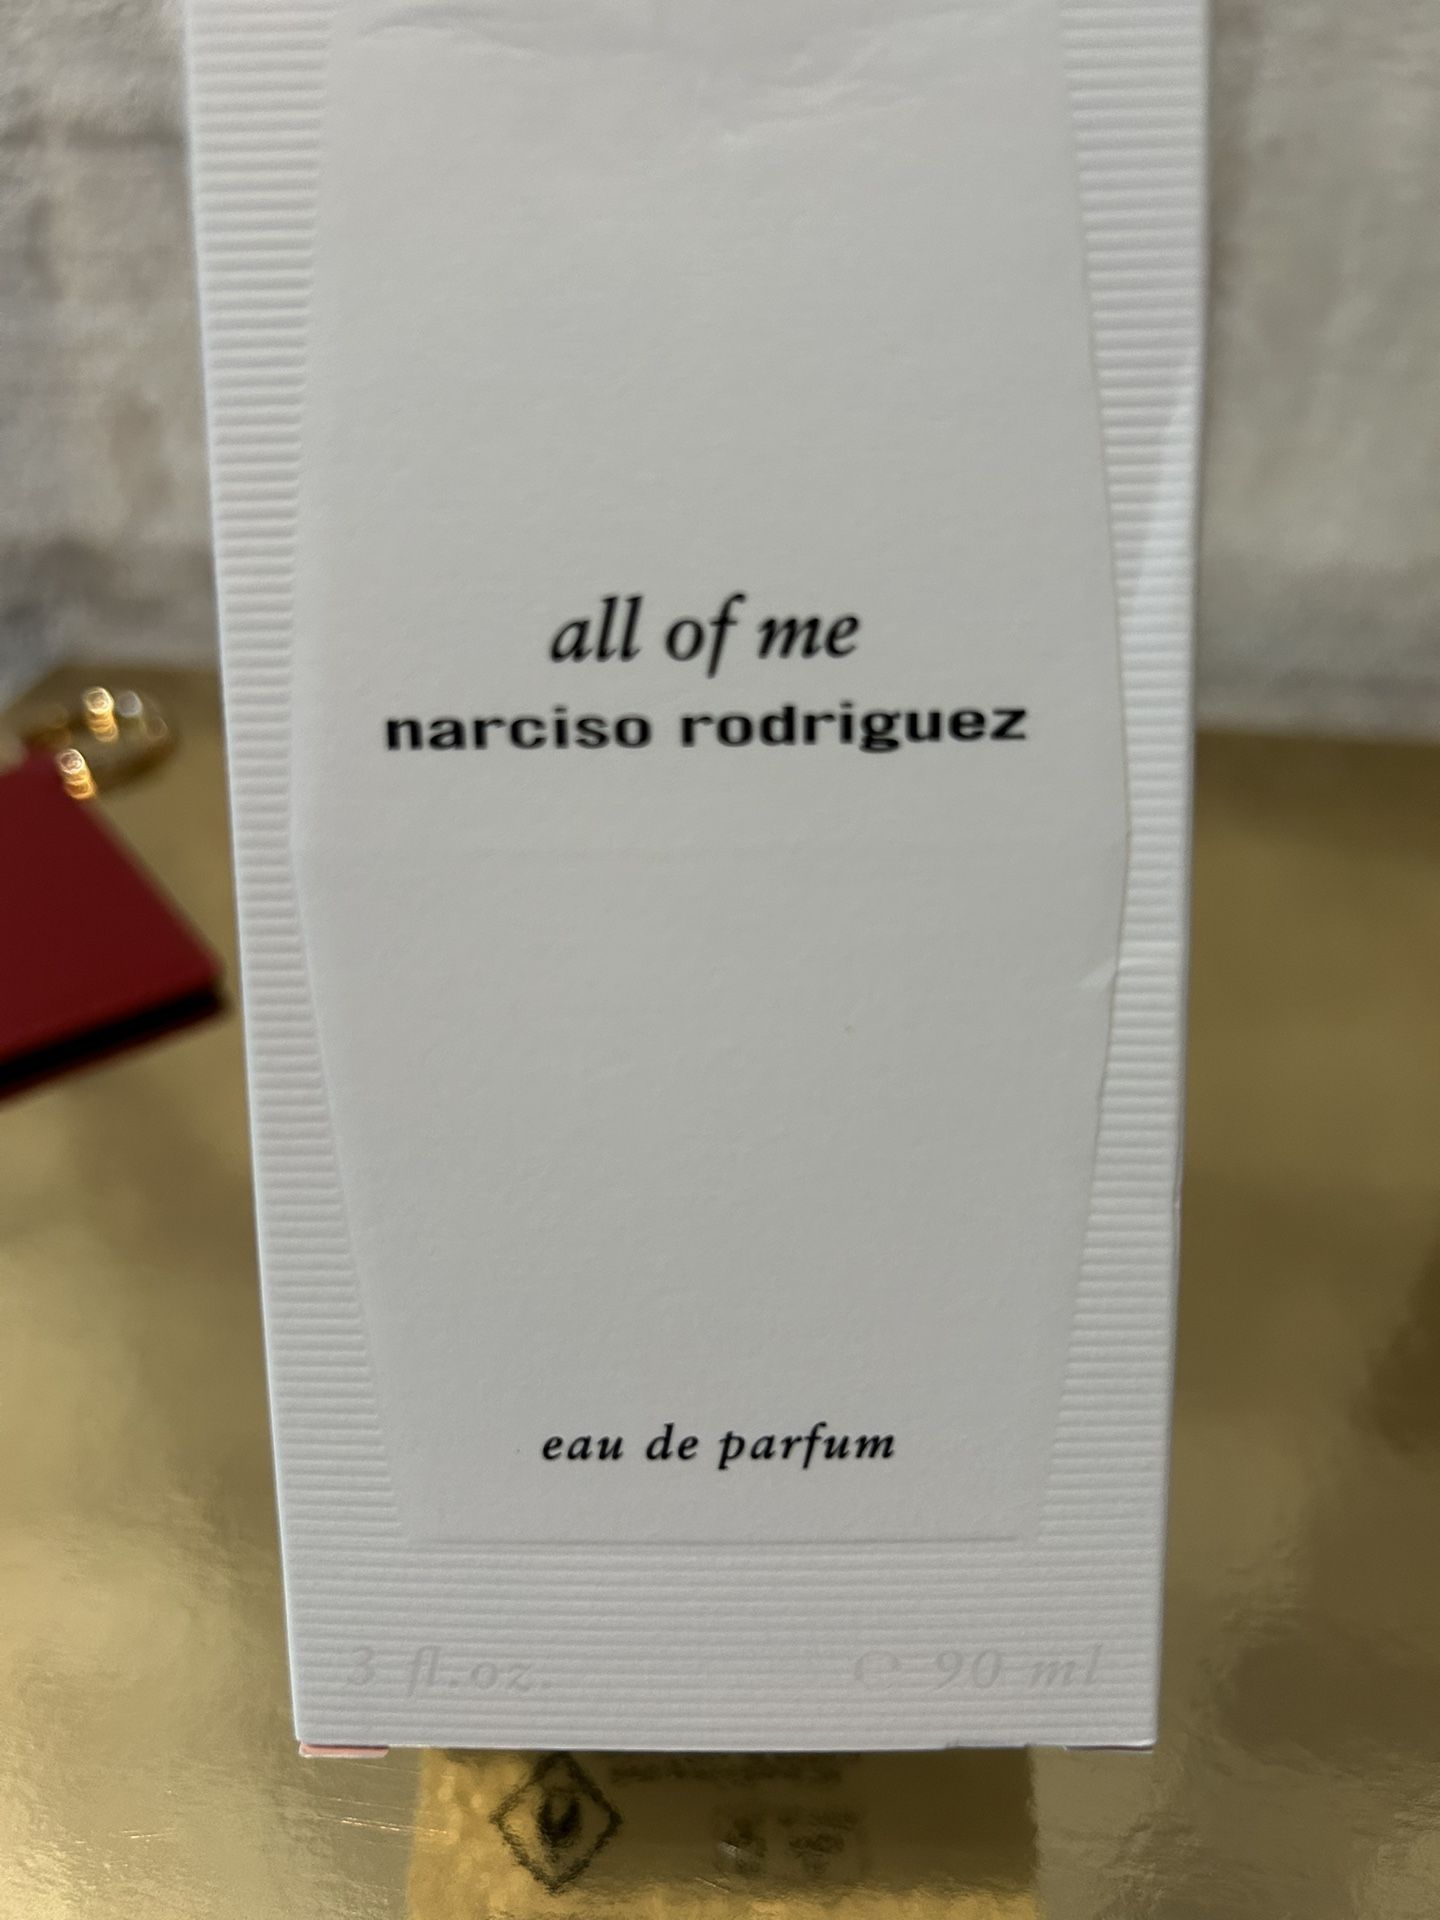 all of me
narciso rodriguez
eau de parfum
3 fl.oz. ℮ 90 ml